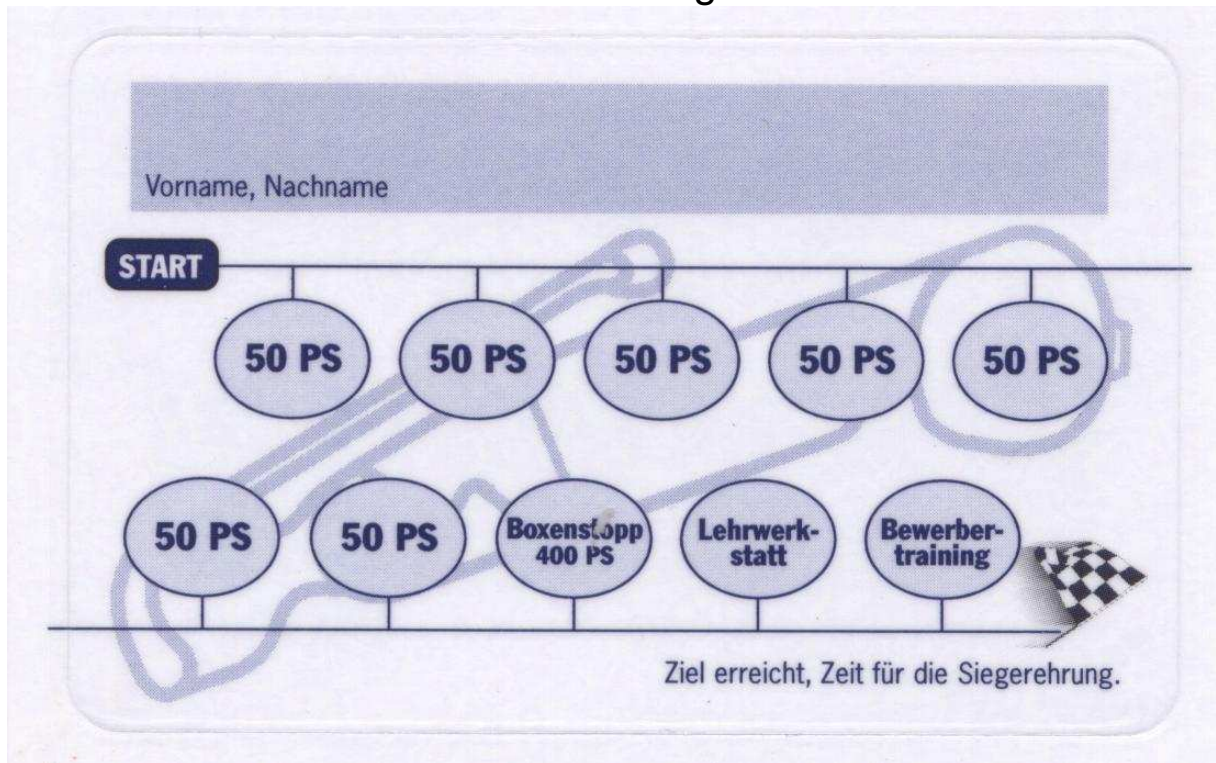 Vorname, Nachname
START
50 PS
50 PS
50 PS
50 PS
50 PS
50 PS
50 PS
Boxenstopp
400 PS
Lehrwerk-
statt
Bewerber-
training
Ziel erreicht, Zeit für die Siegerehrung.